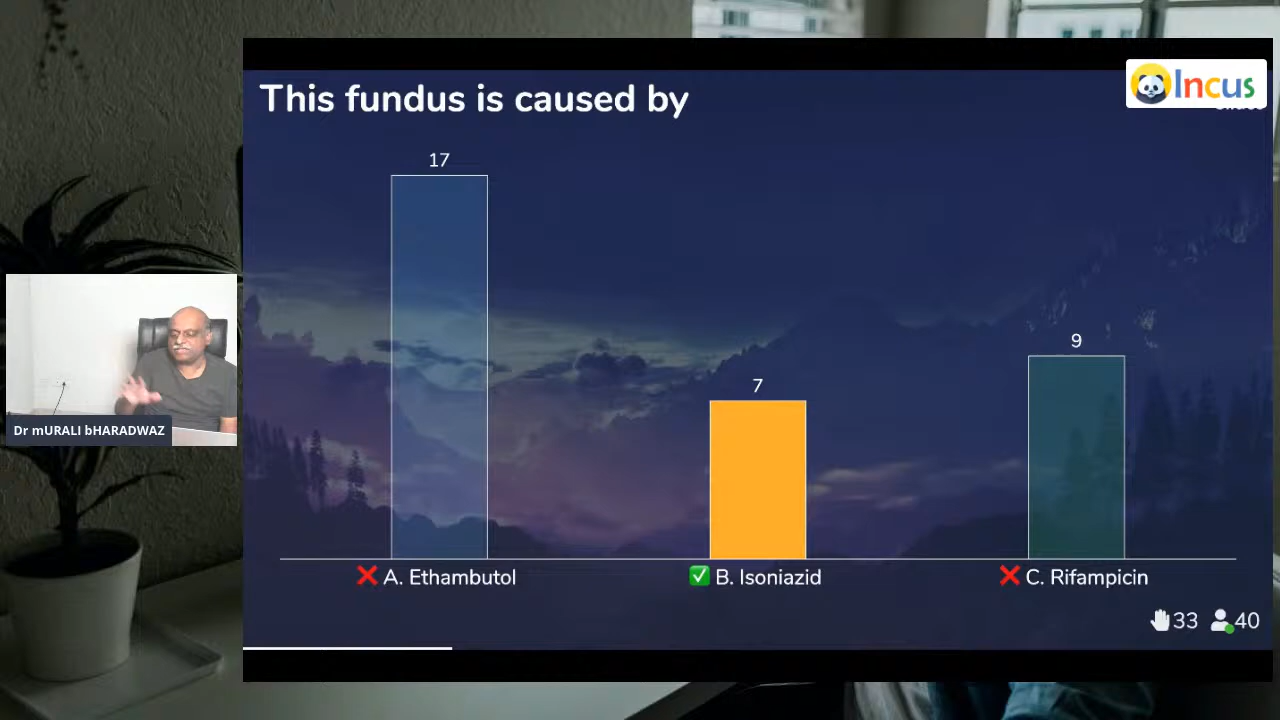 This fundus is caused by
Incus
17
7
9
A. Ethambutol
B. Isoniazid
C. Rifampicin
33
40
Dr mURALI bHARADWAZ